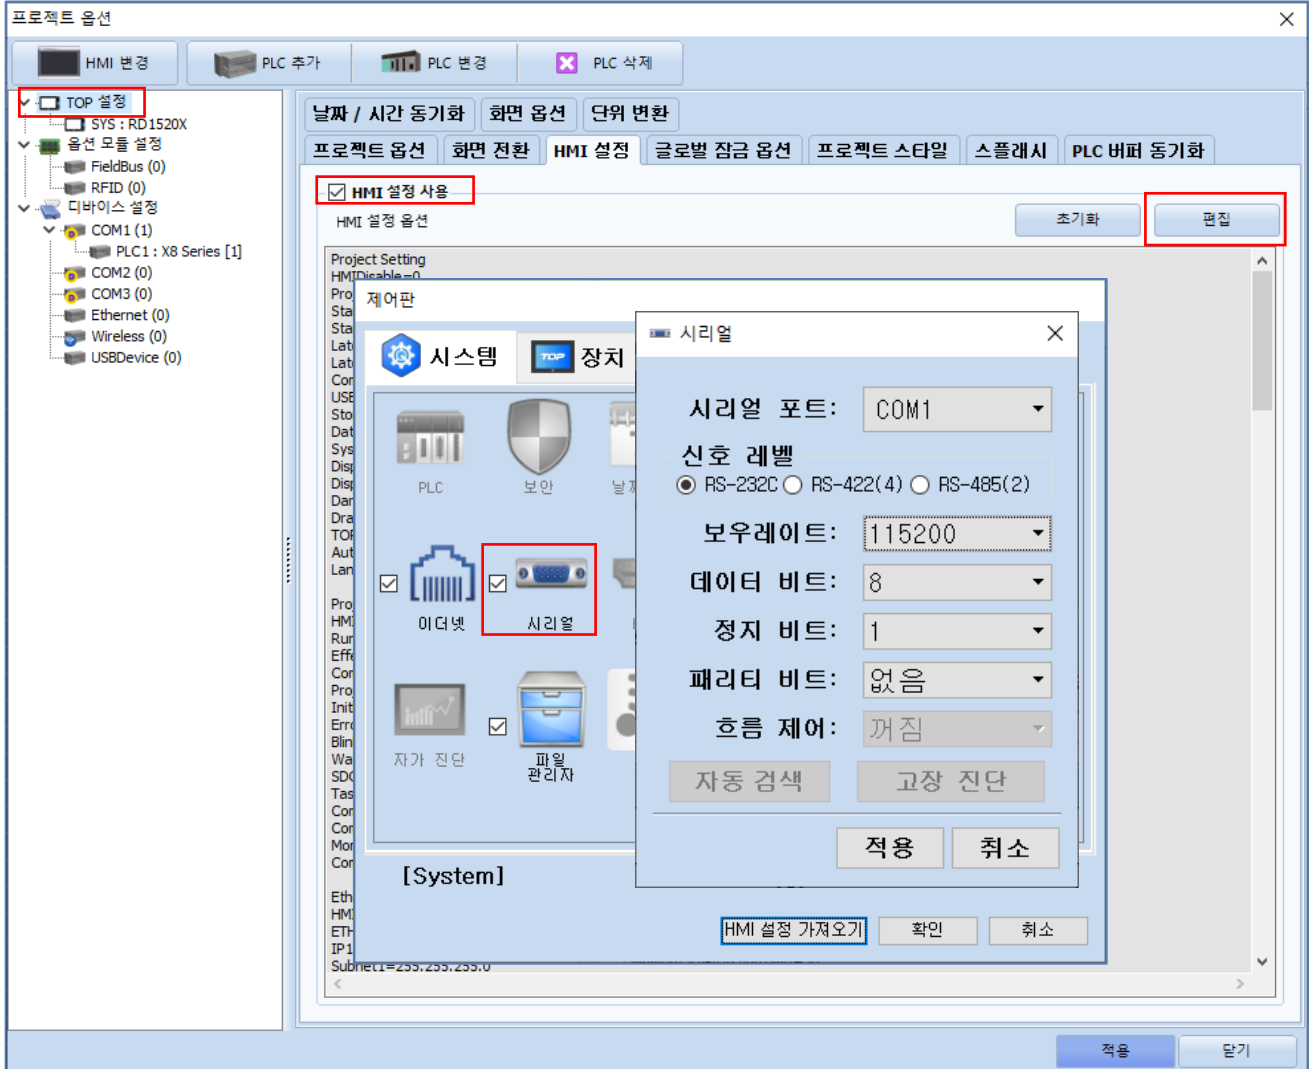 프로젝트 옵션
HMI 변경
PLC 추가
PLC 변경
PLC 삭제
TOP 설정
SYS : RD1520X
옵션 모듈 설정
FieldBus (0)
RFID (0)
디바이스 설정
COM1 (1)
PLC1 : X8 Series [1]
COM2 (0)
COM3 (0)
Ethernet (0)
Wireless (0)
USBDevice (0)
날짜 / 시간 동기화
화면 옵션
단위 변환
프로젝트 옵션
화면 전환
HMI 설정
글로벌 잠금 옵션
프로젝트 스타일
스플래시
PLC 버퍼 동기화
HMI 설정 사용
HMI 설정 옵션
초기화
편집
Project Setting
HMIDisable=0
제어판
시스템
장치
PLC
보안
이더넷
시리얼
자가 진단
파일
관리자
[System]
HMI 설정 가져오기
확인
취소
시리얼
시리얼 포트: COM1
신호 레벨
RS-232C RS-422(4) RS-485(2)
보우레이트: 115200
데이터 비트: 8
정지 비트: 1
패리티 비트: 없음
흐름 제어: 꺼짐
자동 검색
고장 진단
적용
취소
Subnet1=255.255.255.0
적용
닫기